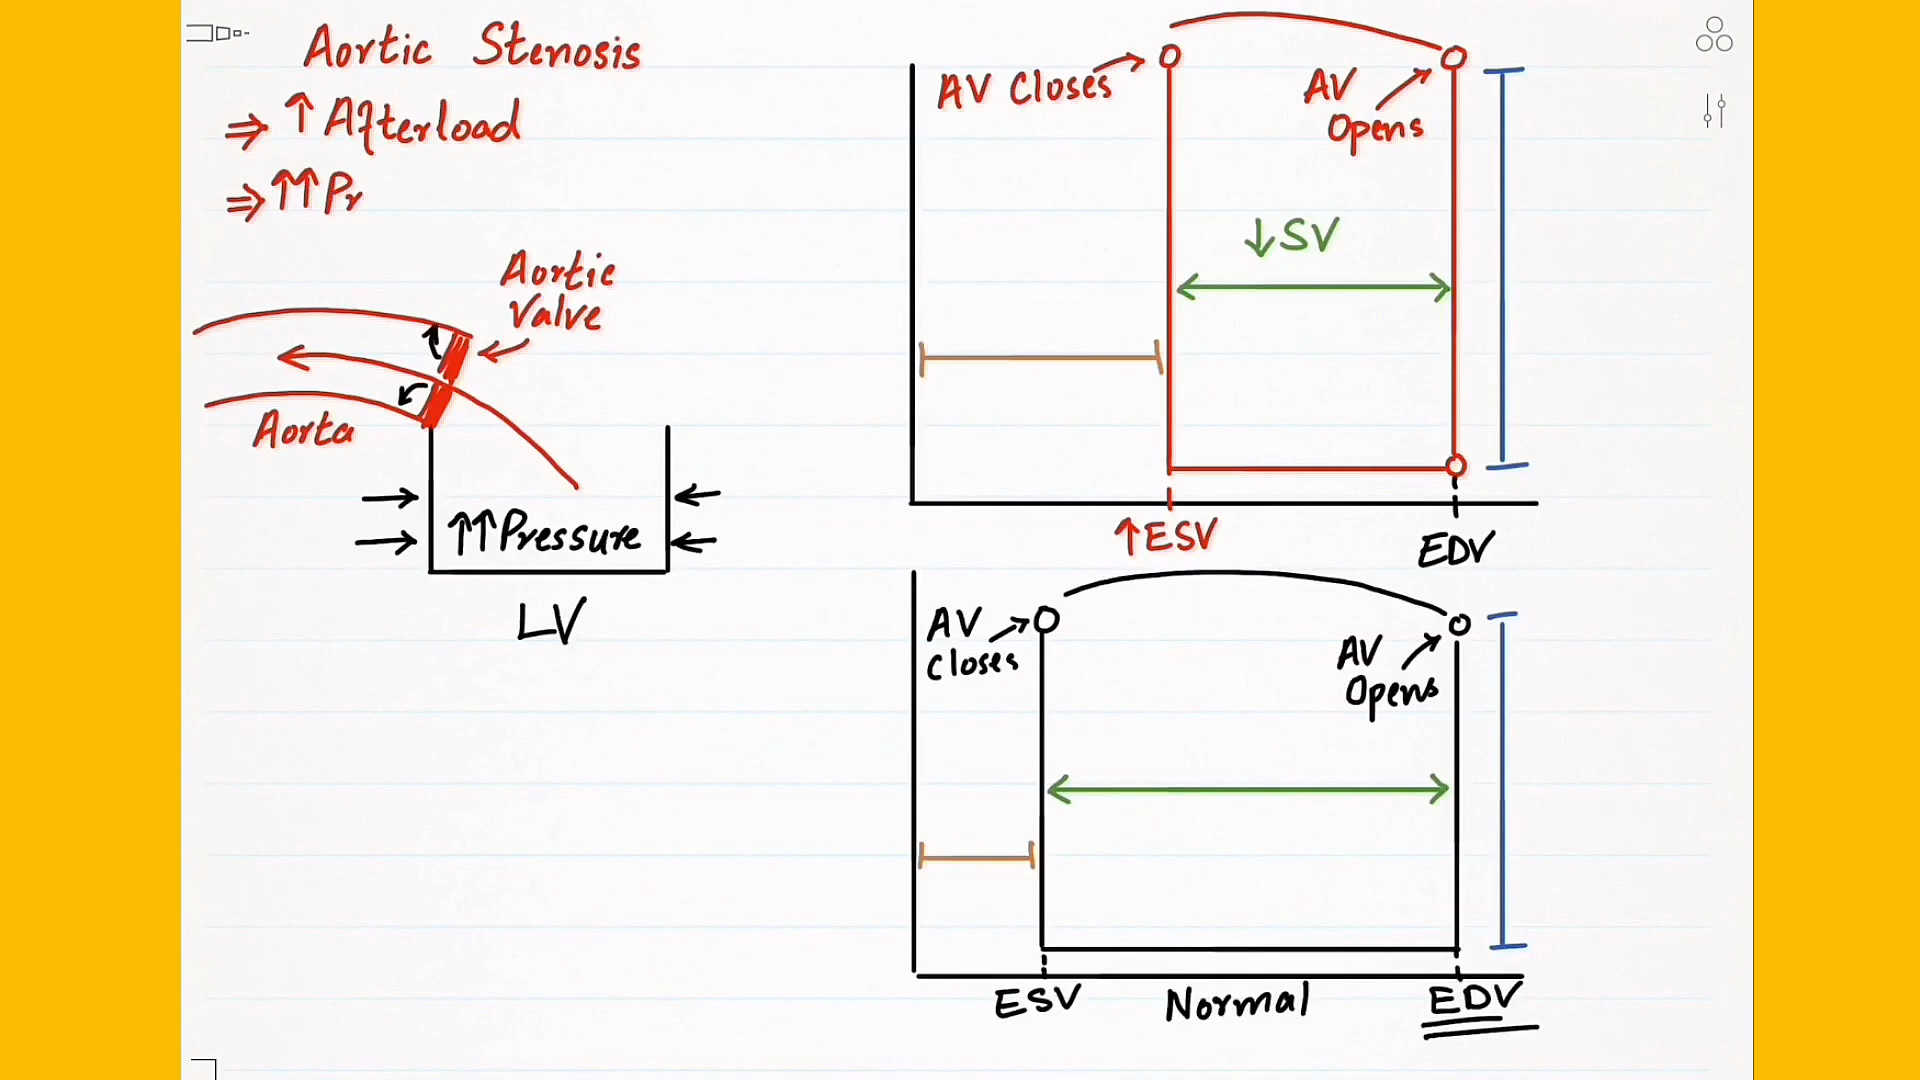 Aortic Stenosis
⇒ ↑ Afterload
⇒ ↑↑ Pr
Aortic
Valve
Aorta
↑↑ Pressure
LV
AV Closes
AV
Opens
↓ SV
↑ ESV
EDV
AV
Closes
AV
Opens
ESV
Normal
EDV